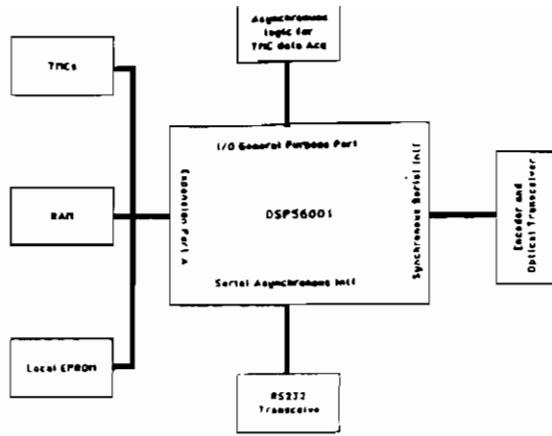 Asynchronous
logic for
TMC data Acq
TMCs
I/O General Purpose Port
RAM
Expansion Port A
DSP56001
Synchronous Serial Intf
Encoder and
Optical Transceiver
Serial Asynchronous Intf
Local EPROM
RS232
Transceive